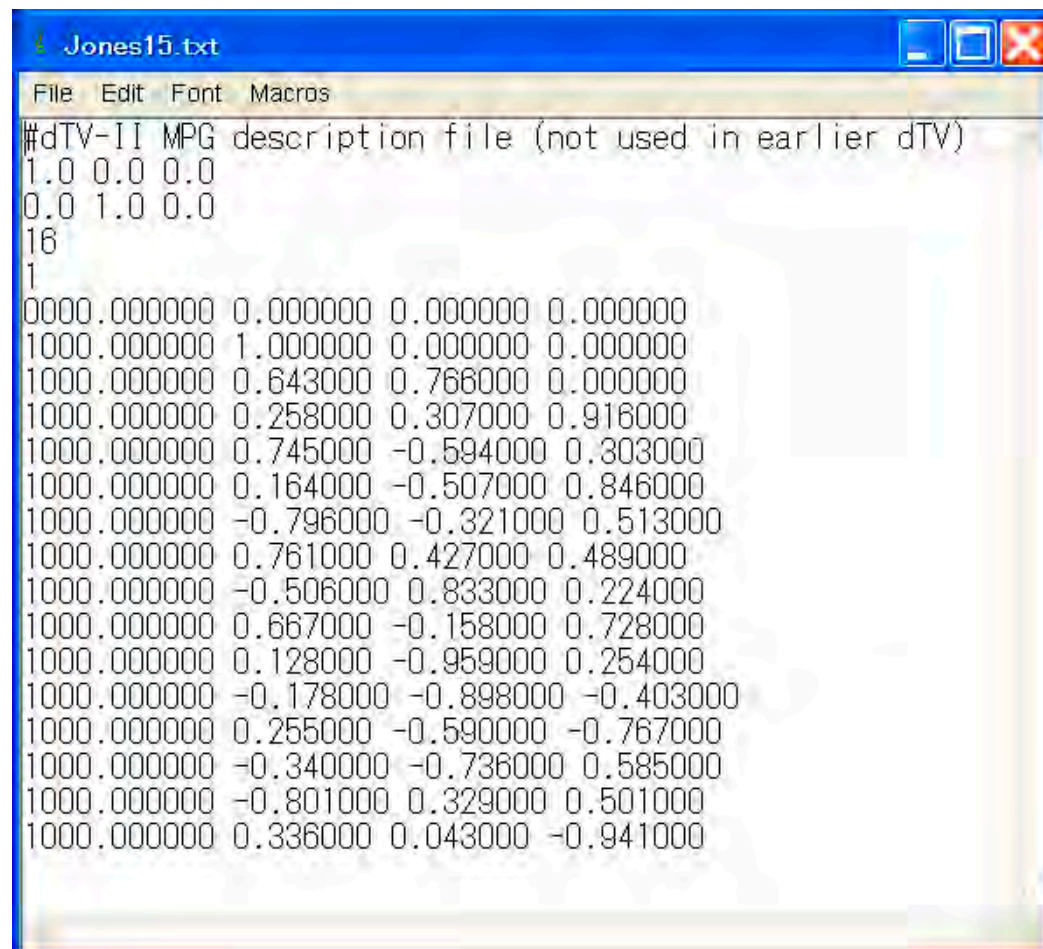 Jones15.txt
File Edit Font Macros
#dTV-II MPG description file (not used in earlier dTV)
1.0 0.0 0.0
0.0 1.0 0.0
16
1
0000.000000 0.000000 0.000000 0.000000
1000.000000 1.000000 0.000000 0.000000
1000.000000 0.643000 0.766000 0.000000
1000.000000 0.258000 0.307000 0.916000
1000.000000 0.745000 -0.594000 0.303000
1000.000000 0.164000 -0.507000 0.846000
1000.000000 -0.796000 -0.321000 0.513000
1000.000000 0.761000 0.427000 0.489000
1000.000000 -0.506000 0.833000 0.224000
1000.000000 0.667000 -0.158000 0.728000
1000.000000 0.128000 -0.959000 0.254000
1000.000000 -0.178000 -0.898000 -0.403000
1000.000000 0.255000 -0.590000 -0.767000
1000.000000 -0.340000 -0.736000 0.585000
1000.000000 -0.801000 0.329000 0.501000
1000.000000 0.336000 0.043000 -0.941000